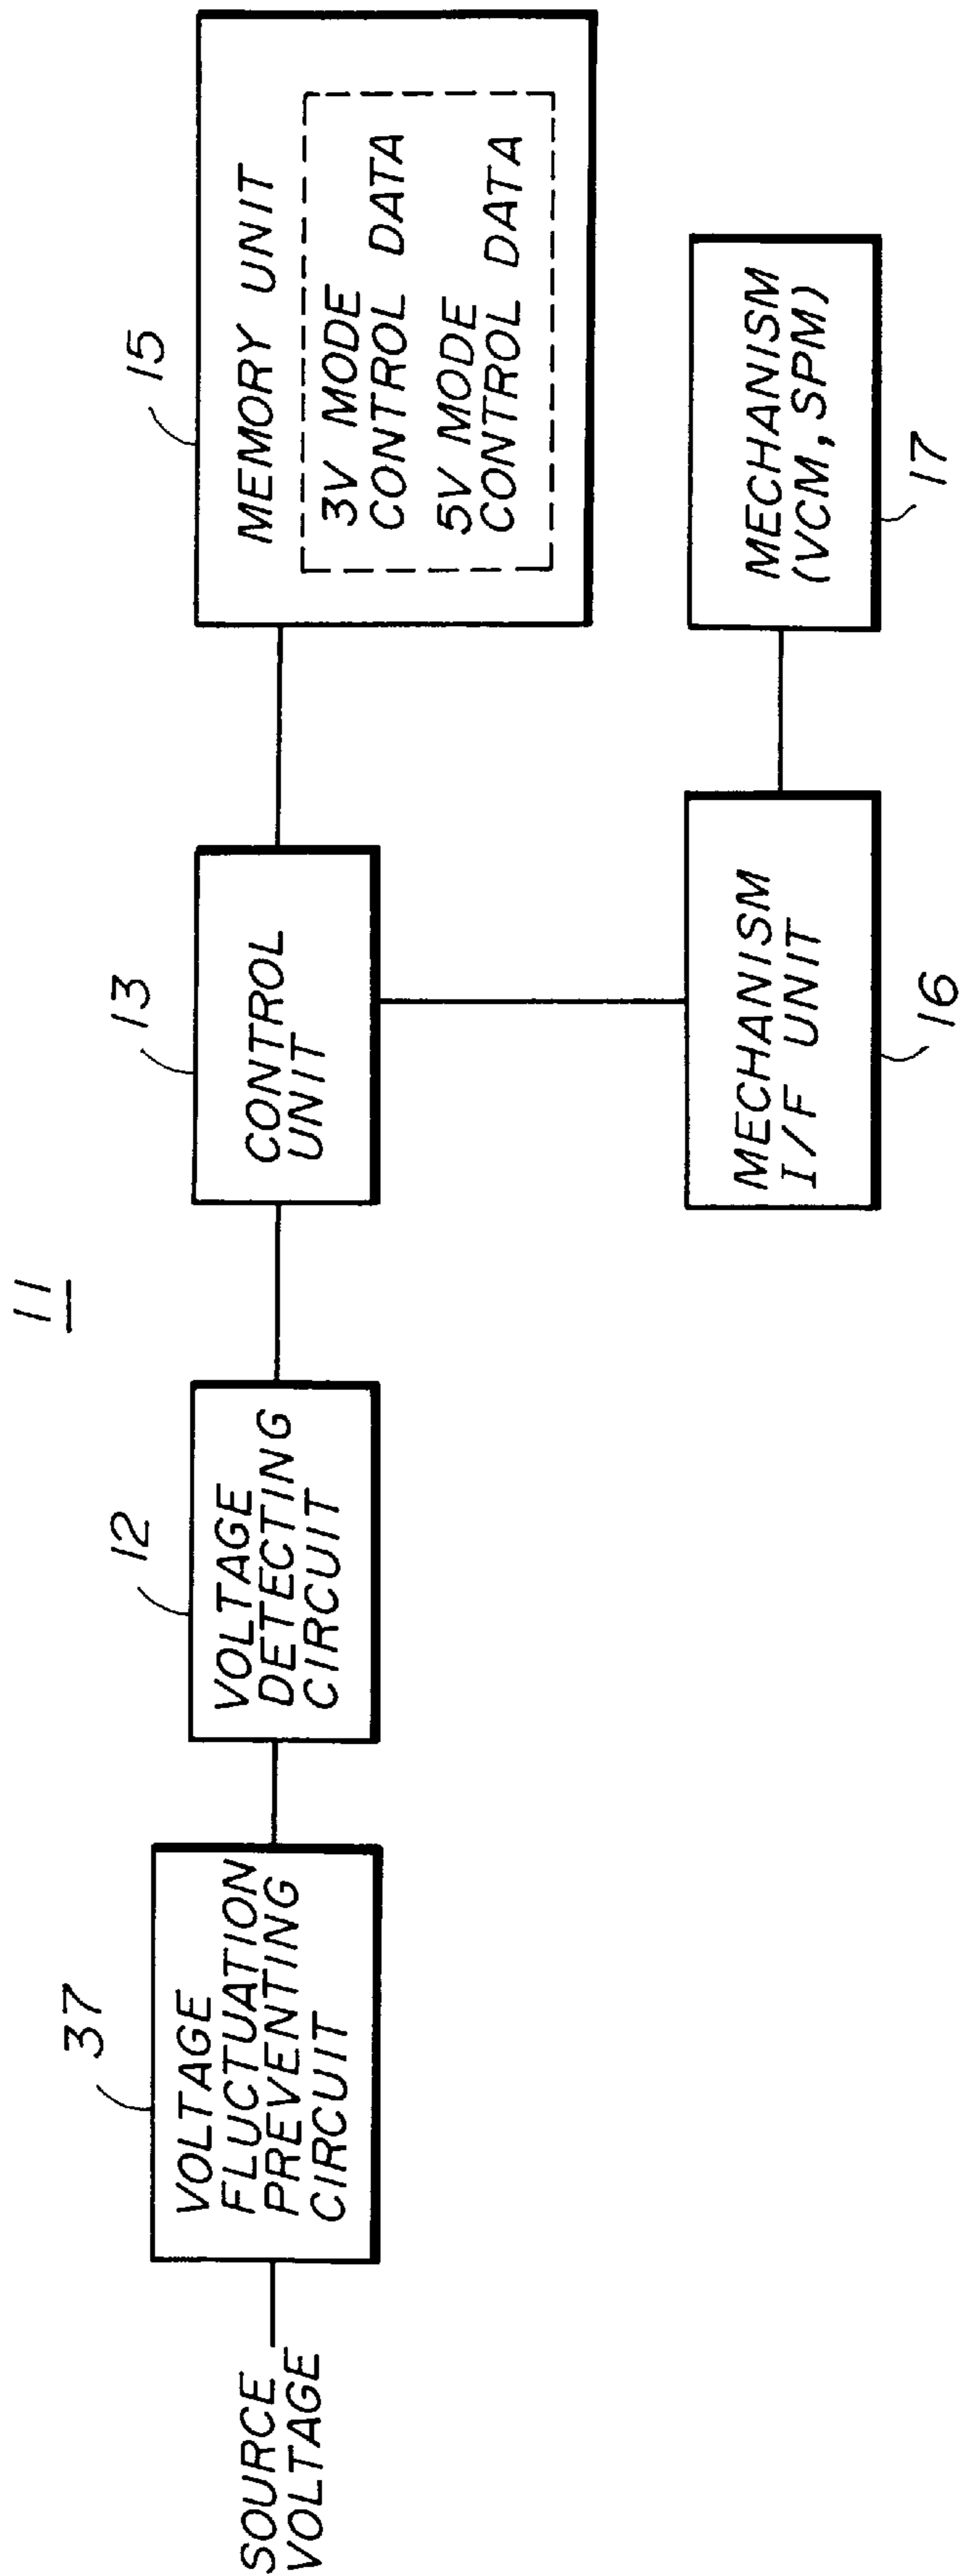 11
SOURCE
VOLTAGE
37
VOLTAGE
FLUCTUATION
PREVENTING
CIRCUIT
12
VOLTAGE
DETECTING
CIRCUIT
13
CONTROL
UNIT
15
MEMORY UNIT
3V MODE
CONTROL DATA
5V MODE
CONTROL DATA
MECHANISM
I/F UNIT
16
MECHANISM
(VCM, SPM)
17